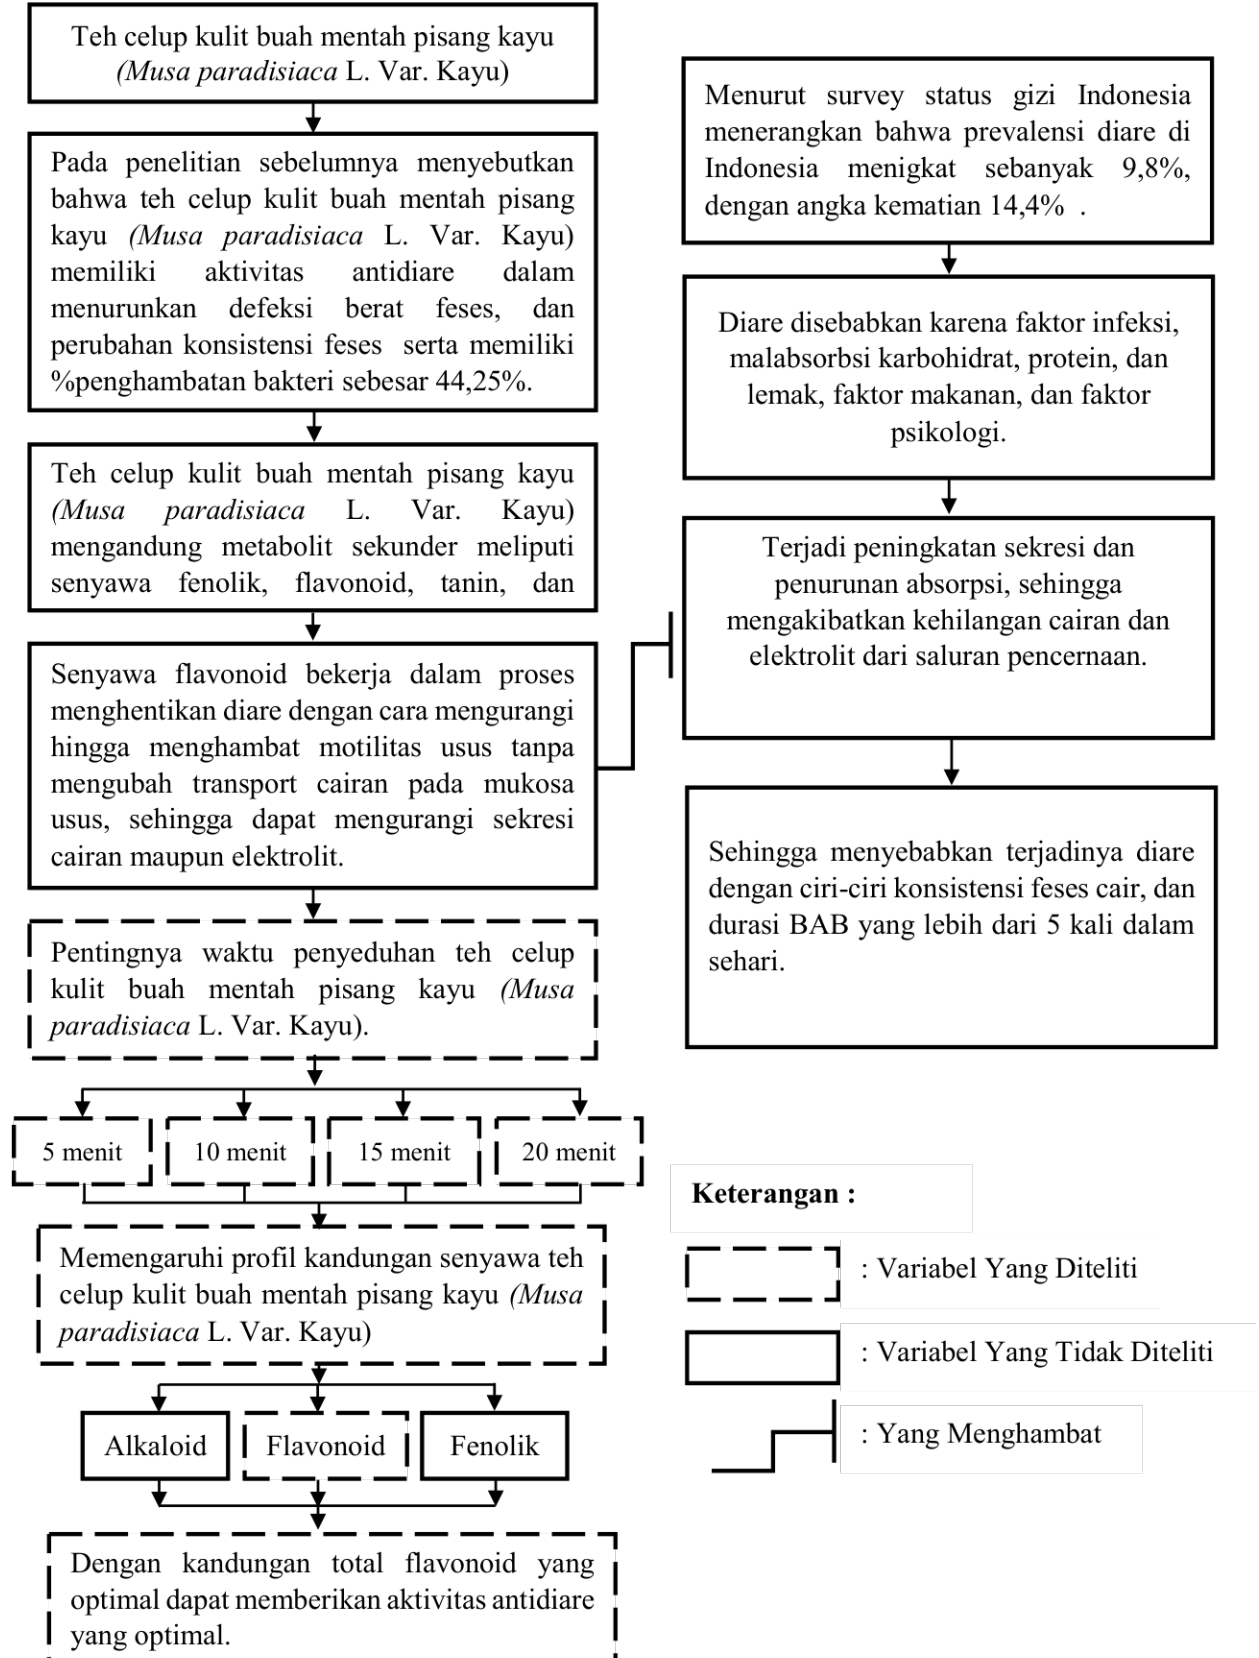 Teh celup kulit buah mentah pisang kayu
(Musa paradisiaca L. Var. Kayu)
Pada penelitian sebelumnya menyebutkan
bahwa teh celup kulit buah mentah pisang
kayu (Musa paradisiaca L. Var. Kayu)
memiliki aktivitas antidiare dalam
menurunkan defeksi berat feses, dan
perubahan konsistensi feses serta memiliki
%penghambatan bakteri sebesar 44,25%.
Teh celup kulit buah mentah pisang kayu
(Musa paradisiaca L. Var. Kayu)
mengandung metabolit sekunder meliputi
senyawa fenolik, flavonoid, tanin, dan
Senyawa flavonoid bekerja dalam proses
menghentikan diare dengan cara mengurangi
hingga menghambat motilitas usus tanpa
mengubah transport cairan pada mukosa
usus, sehingga dapat mengurangi sekresi
cairan maupun elektrolit.
Pentingnya waktu penyeduhan teh celup
kulit buah mentah pisang kayu (Musa
paradisiaca L. Var. Kayu).
5 menit
10 menit
15 menit
20 menit
Memengaruhi profil kandungan senyawa teh
celup kulit buah mentah pisang kayu (Musa
paradisiaca L. Var. Kayu)
Alkaloid
Flavonoid
Fenolik
Dengan kandungan total flavonoid yang
optimal dapat memberikan aktivitas antidiare
yang optimal.
Menurut survey status gizi Indonesia
menerangkan bahwa prevalensi diare di
Indonesia menigkat sebanyak 9,8%,
dengan angka kematian 14,4% .
Diare disebabkan karena faktor infeksi,
malabsorbsi karbohidrat, protein, dan
lemak, faktor makanan, dan faktor
psikologi.
Terjadi peningkatan sekresi dan
penurunan absorpsi, sehingga
mengakibatkan kehilangan cairan dan
elektrolit dari saluran pencernaan.
Sehingga menyebabkan terjadinya diare
dengan ciri-ciri konsistensi feses cair, dan
durasi BAB yang lebih dari 5 kali dalam
sehari.
Keterangan :
: Variabel Yang Diteliti
: Variabel Yang Tidak Diteliti
: Yang Menghambat